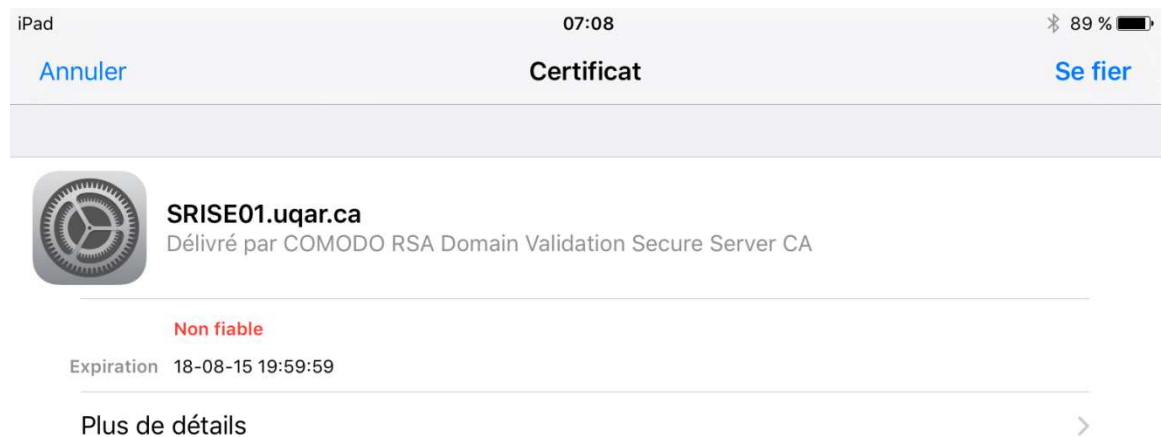 iPad 07:08 89 %
Annuler Certificat Se fier
SRISE01.uqar.ca
Délivré par COMODO RSA Domain Validation Secure Server CA
Non fiable
Expiration 18-08-15 19:59:59
Plus de détails